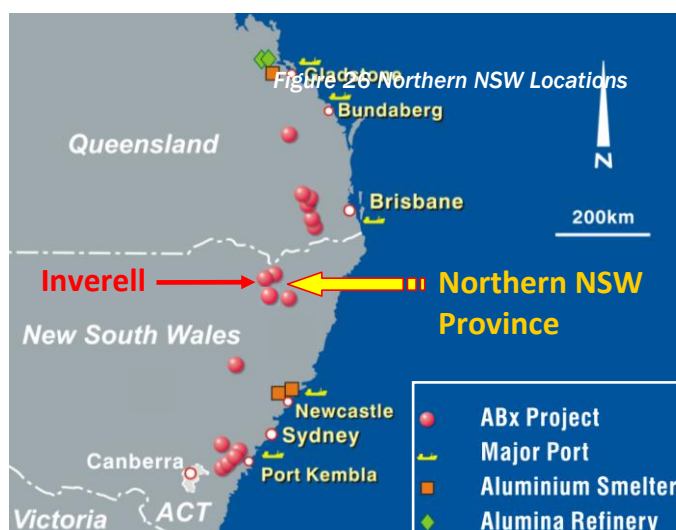 Gladstone
Figure 26 Northern NSW Locations
Bundaberg
Queensland
N
Brisbane
200km
Inverell
Northern NSW
Province
New South Wales
Newcastle
Sydney
Canberra
Port Kembla
ACT
Victoria
ABx Project
Major Port
Aluminium Smelter
Alumina Refinery